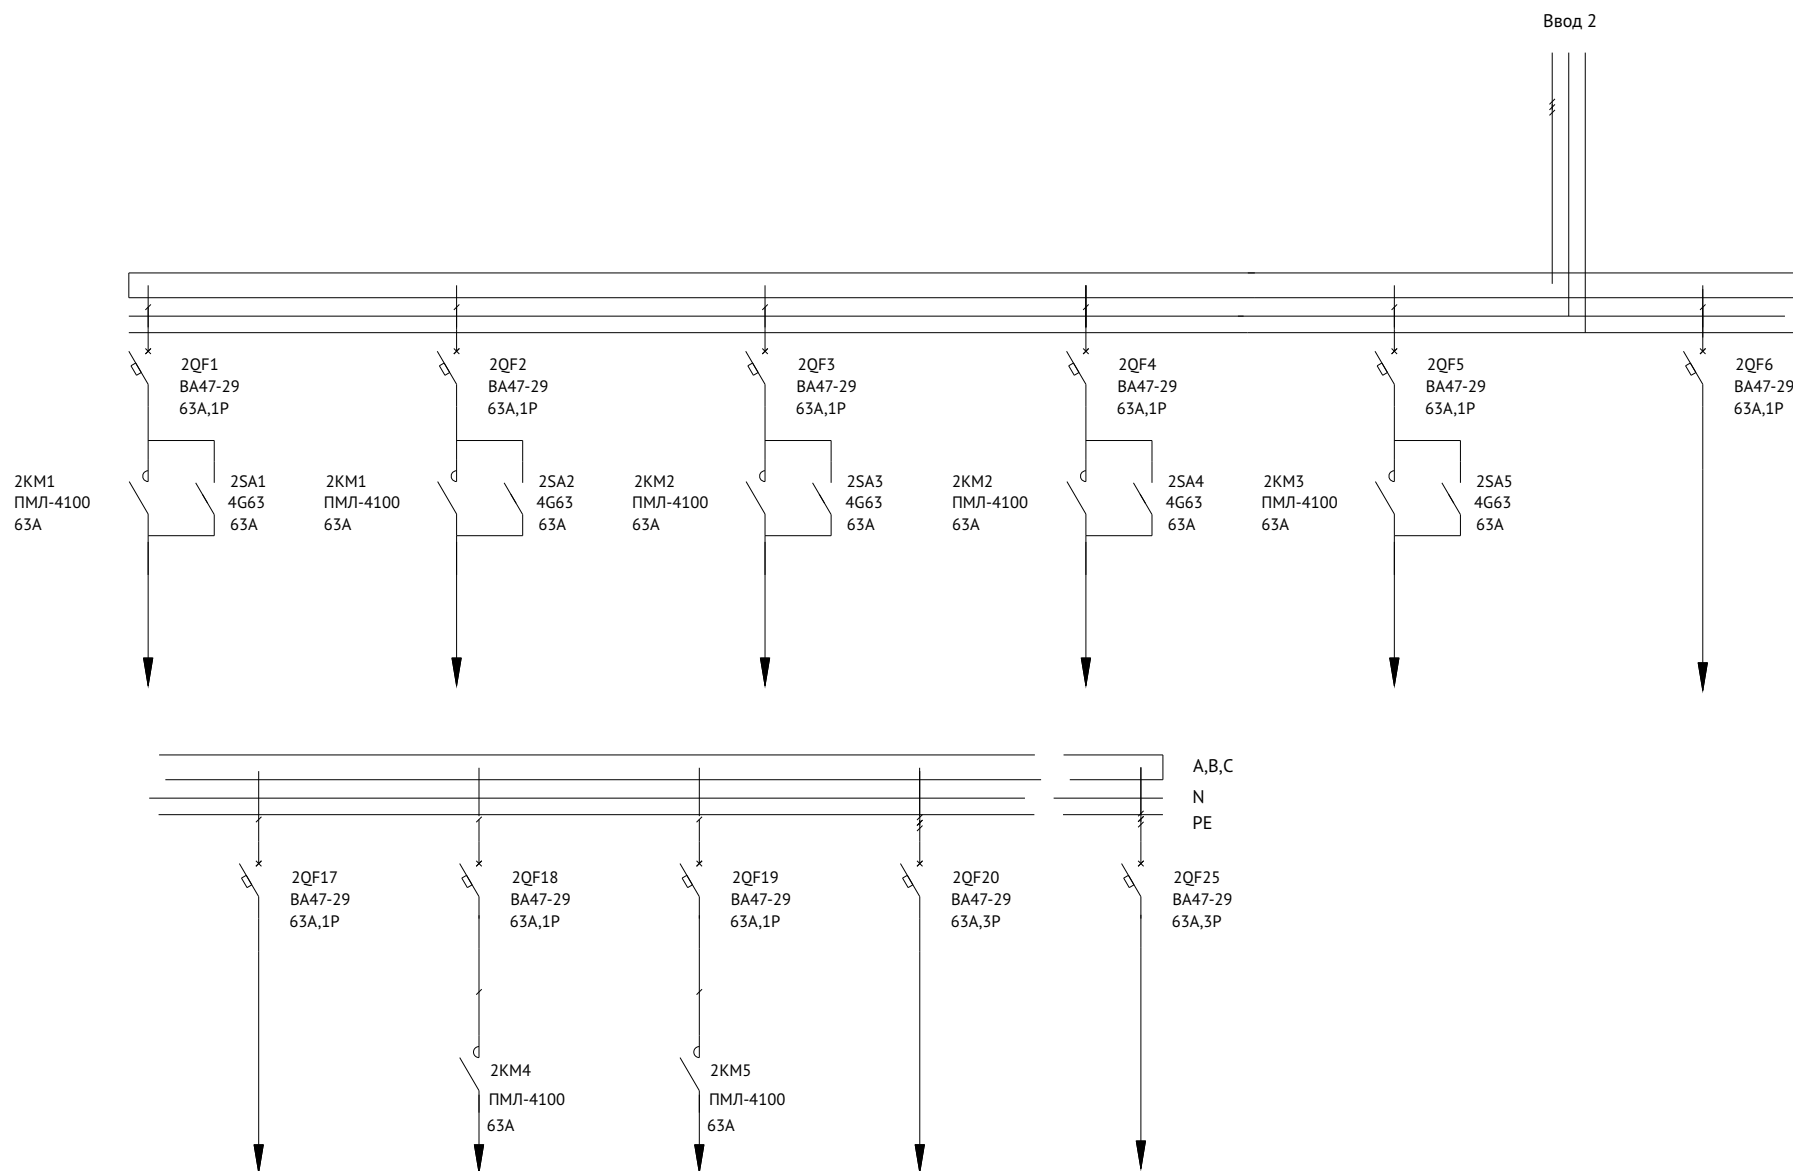 Ввод 2
2QF1
ВА47-29
63А,1Р
2QF2
ВА47-29
63А,1Р
2QF3
ВА47-29
63А,1Р
2QF4
ВА47-29
63А,1Р
2QF5
ВА47-29
63А,1Р
2QF6
ВА47-29
63А,1Р
2КМ1
ПМЛ-4100
63А
2SA1
4G63
63А
2КМ1
ПМЛ-4100
63А
2SA2
4G63
63А
2КМ2
ПМЛ-4100
63А
2SA3
4G63
63А
2КМ2
ПМЛ-4100
63А
2SA4
4G63
63А
2КМ3
ПМЛ-4100
63А
2SA5
4G63
63А
А,В,С
N
PE
2QF17
ВА47-29
63А,1Р
2QF18
ВА47-29
63А,1Р
2QF19
ВА47-29
63А,1Р
2QF20
ВА47-29
63А,3Р
2QF25
ВА47-29
63А,3Р
2КМ4
ПМЛ-4100
63А
2КМ5
ПМЛ-4100
63А